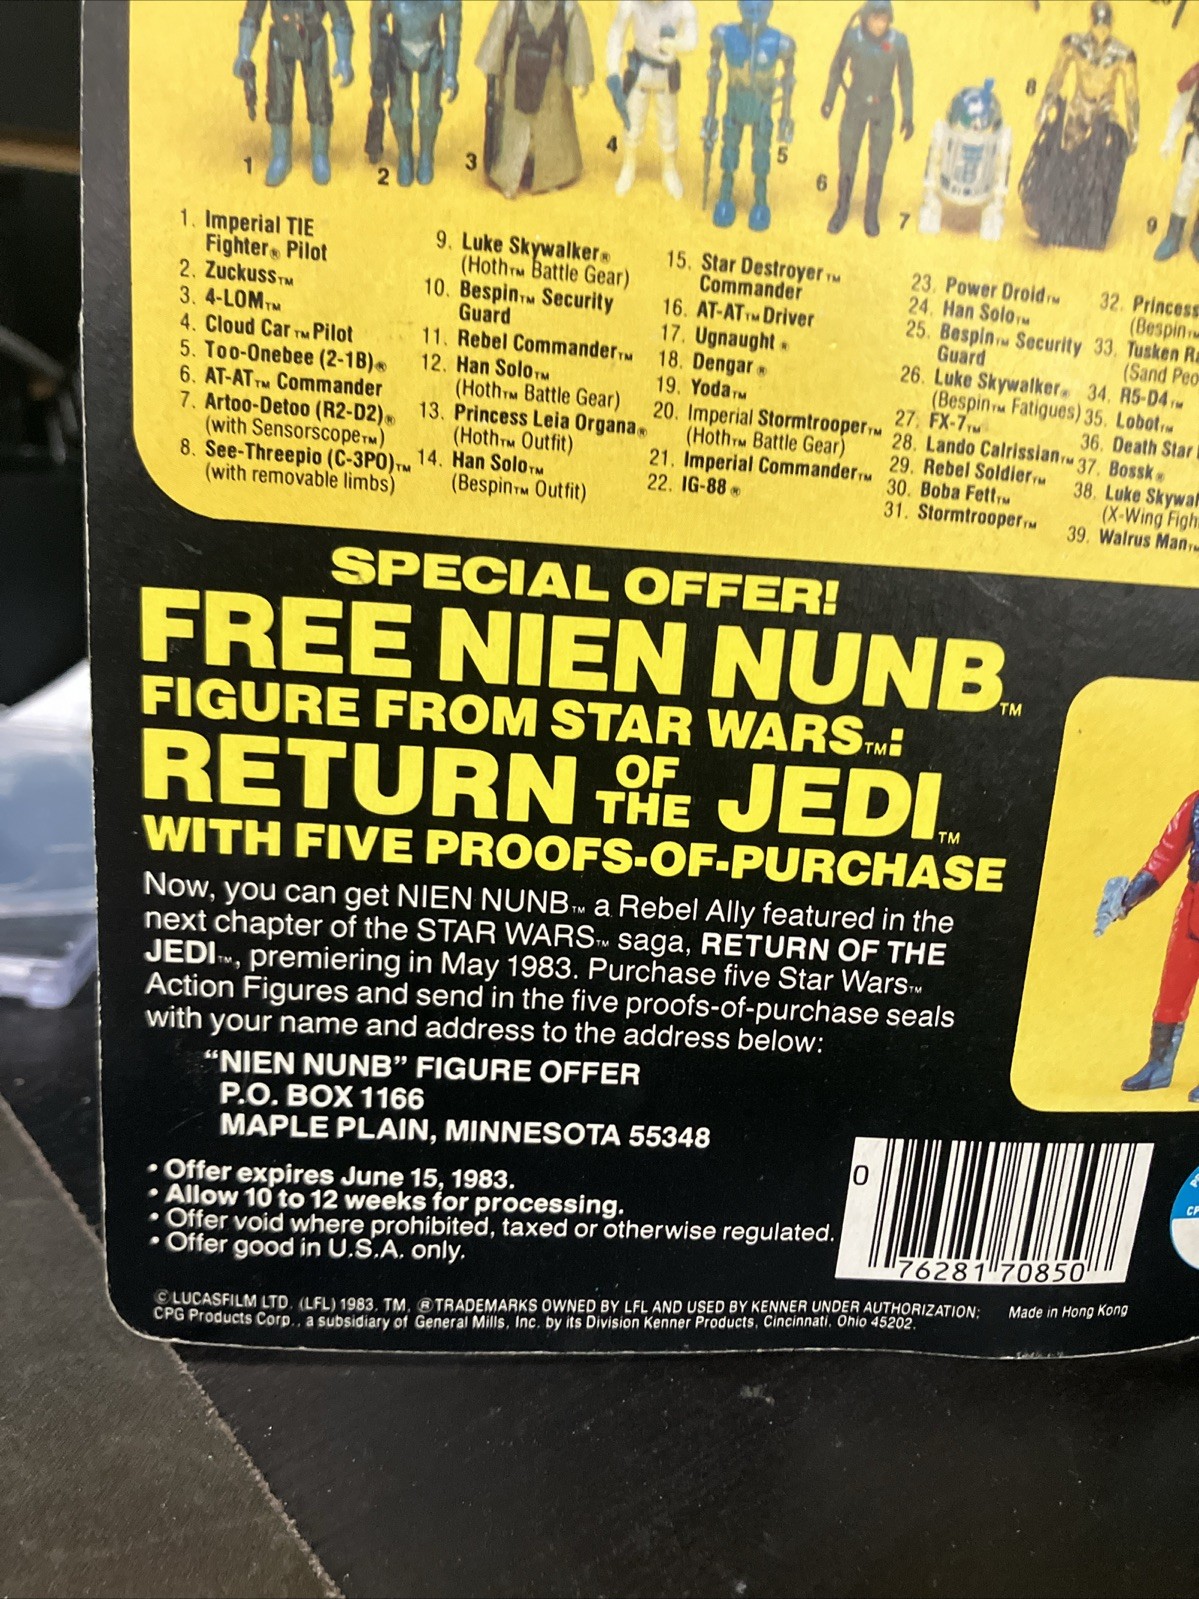 1
2
3
4
5
6
7
8
9
1. Imperial TIE
Fighter® Pilot
2. Zuckuss™
3. 4-LOM™
4. Cloud Car™ Pilot
5. Too-Onebee (2-1B)®
6. AT-AT™ Commander
7. Artoo-Detoo (R2-D2)®
(with Sensorscope™)
8. See-Threepio (C-3PO)™
(with removable limbs)
9. Luke Skywalker®
(Hoth™ Battle Gear)
10. Bespin™ Security
Guard
11. Rebel Commander™
12. Han Solo™
(Hoth™ Battle Gear)
13. Princess Leia Organa®
(Hoth™ Outfit)
14. Han Solo™
(Bespin™ Outfit)
15. Star Destroyer™
Commander
16. AT-AT™ Driver
17. Ugnaught®
18. Dengar®
19. Yoda™
20. Imperial Stormtrooper™
(Hoth™ Battle Gear)
21. Imperial Commander™
22. IG-88®
23. Power Droid™
24. Han Solo™
25. Bespin™ Security
Guard
26. Luke Skywalker®
(Bespin™ Fatigues)
27. FX-7™
28. Lando Calrissian™
29. Rebel Soldier™
30. Boba Fett™
31. Stormtrooper™
32. Princess
(Bespin™
33. Tusken
(Sand
34. R5-D4™
35. Lobot™
36. Death Star
37. Bossk®
38. Luke
(X-Wing
39. Walrus Man™
SPECIAL OFFER!
FREE NIEN NUNB™
FIGURE FROM STAR WARS™:
RETURN OF THE JEDI™
WITH FIVE PROOFS-OF-PURCHASE
Now, you can get NIEN NUNB™ a Rebel Ally featured in the
next chapter of the STAR WARS™ saga, RETURN OF THE
JEDI™, premiering in May 1983. Purchase five Star Wars™
Action Figures and send in the five proofs-of-purchase seals
with your name and address to the address below:
“NIEN NUNB” FIGURE OFFER
P.O. BOX 1166
MAPLE PLAIN, MINNESOTA 55348
• Offer expires June 15, 1983.
• Allow 10 to 12 weeks for processing.
• Offer void where prohibited, taxed or otherwise regulated.
• Offer good in U.S.A. only.
0 76281 70850
© LUCASFILM LTD. (LFL) 1983. TM, ® TRADEMARKS OWNED BY LFL AND USED BY KENNER UNDER AUTHORIZATION;
CPG Products Corp., a subsidiary of General Mills, Inc. by its Division Kenner Products, Cincinnati, Ohio 45202.
Made in Hong Kong